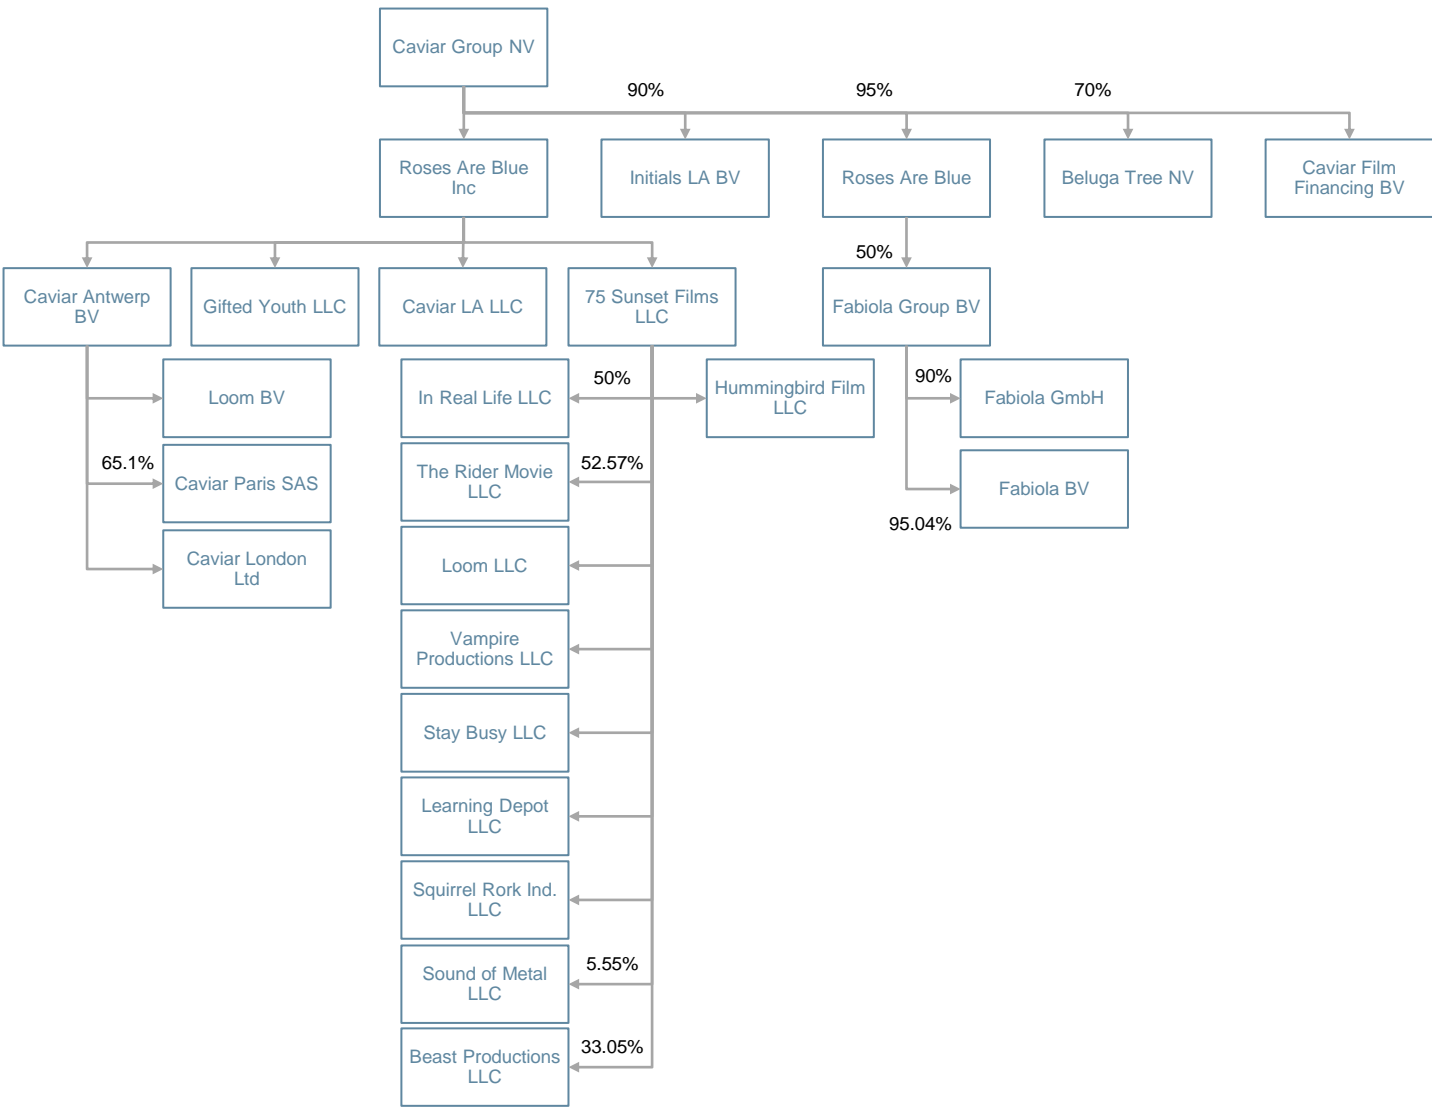 Caviar Group NV
90%
95%
70%
Roses Are Blue
Inc
Initials LA BV
Roses Are Blue
Beluga Tree NV
Caviar Film
Financing BV
50%
Caviar Antwerp
BV
Gifted Youth LLC
Caviar LA LLC
75 Sunset Films
LLC
Fabiola Group BV
Loom BV
In Real Life LLC
50%
Hummingbird Film
LLC
90%
Fabiola GmbH
65.1%
Caviar Paris SAS
The Rider Movie
LLC
52.57%
Fabiola BV
95.04%
Caviar London
Ltd
Loom LLC
Vampire
Productions LLC
Stay Busy LLC
Learning Depot
LLC
Squirrel Rork Ind.
LLC
Sound of Metal
LLC
5.55%
Beast Productions
LLC
33.05%